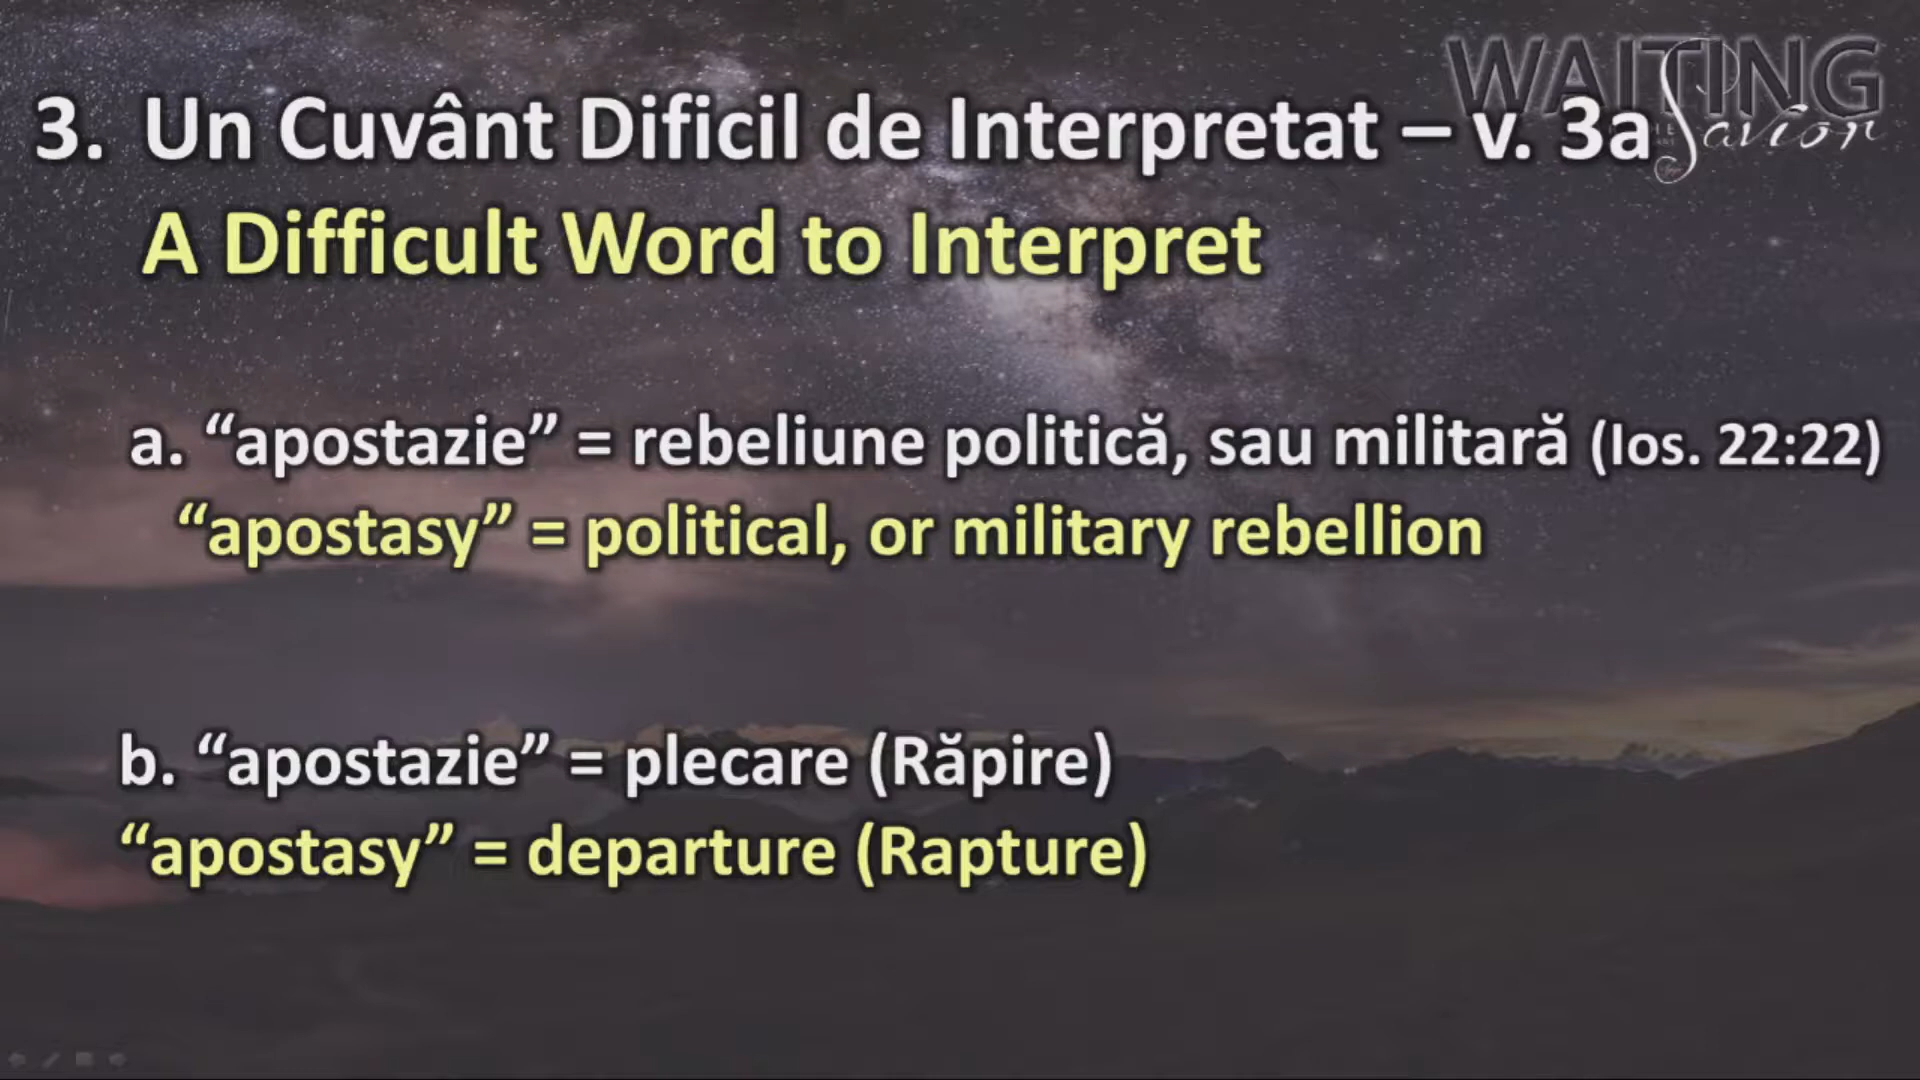 WAITING
Savior
3. Un Cuvânt Dificil de Interpretat – v. 3a
A Difficult Word to Interpret
a. “apostazie” = rebeliune politică, sau militară (Ios. 22:22)
“apostasy” = political, or military rebellion
b. “apostazie” = plecare (Răpire)
“apostasy” = departure (Rapture)